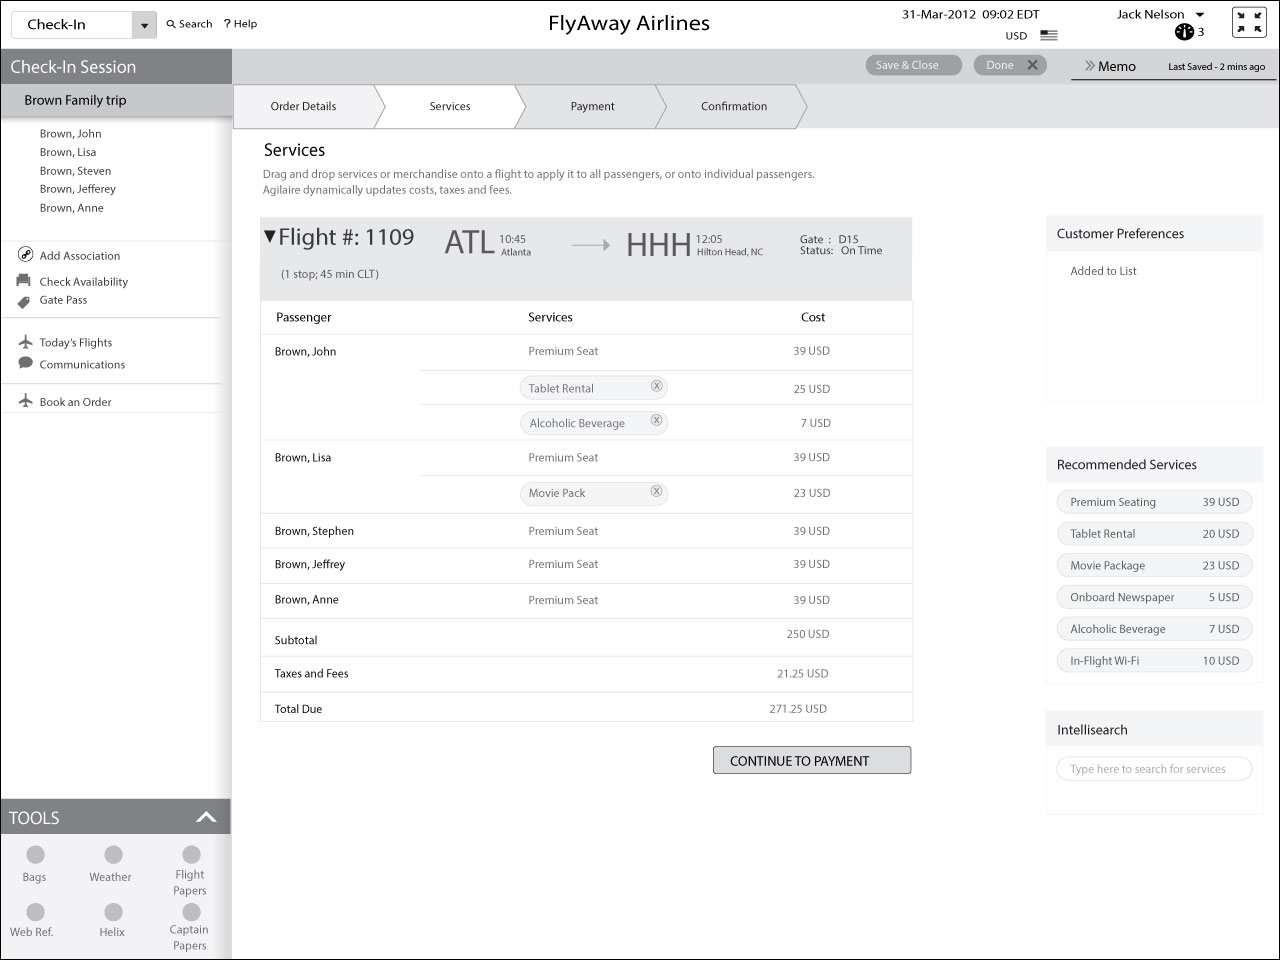 Check-In
Search
? Help
FlyAway Airlines
31-Mar-2012 09:02 EDT
USD
Jack Nelson
3
Check-In Session
Save & Close
Done
Memo
Last Saved - 2 mins ago
Brown Family trip
Order Details
Services
Payment
Confirmation
Brown, John
Brown, Lisa
Brown, Steven
Brown, Jefferey
Brown, Anne
Add Association
Check Availability
Gate Pass
Today's Flights
Communications
Book an Order
Services
Drag and drop services or merchandise onto a flight to apply it to all passengers, or onto individual passengers.
Agilaire dynamically updates costs, taxes and fees.
Flight #: 1109
(1 stop; 45 min CLT)
ATL
10:45
Atlanta
HHH
12:05
Hilton Head, NC
Gate : D15
Status: On Time
Passenger Services Cost
Brown, John Premium Seat 39 USD
Tablet Rental X 25 USD
Alcoholic Beverage X 7 USD
Brown, Lisa Premium Seat 39 USD
Movie Pack X 23 USD
Brown, Stephen Premium Seat 39 USD
Brown, Jeffrey Premium Seat 39 USD
Brown, Anne Premium Seat 39 USD
Subtotal 250 USD
Taxes and Fees 21.25 USD
Total Due 271.25 USD
CONTINUE TO PAYMENT
Customer Preferences
Added to List
Recommended Services
Premium Seating 39 USD
Tablet Rental 20 USD
Movie Package 23 USD
Onboard Newspaper 5 USD
Alcoholic Beverage 7 USD
In-Flight Wi-Fi 10 USD
Intellisearch
Type here to search for services
TOOLS
Bags
Weather
Flight
Papers
Web Ref.
Helix
Captain
Papers